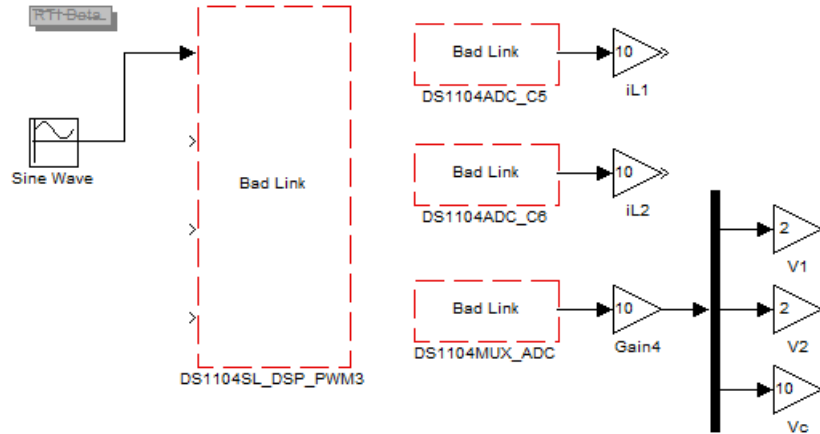 RTI Data
Sine Wave
Bad Link
DS1104SL_DSP_PWM3
Bad Link
DS1104ADC_C5
10
iL1
Bad Link
DS1104ADC_C6
10
iL2
Bad Link
DS1104MUX_ADC
10
Gain4
2
V1
2
V2
10
Vc